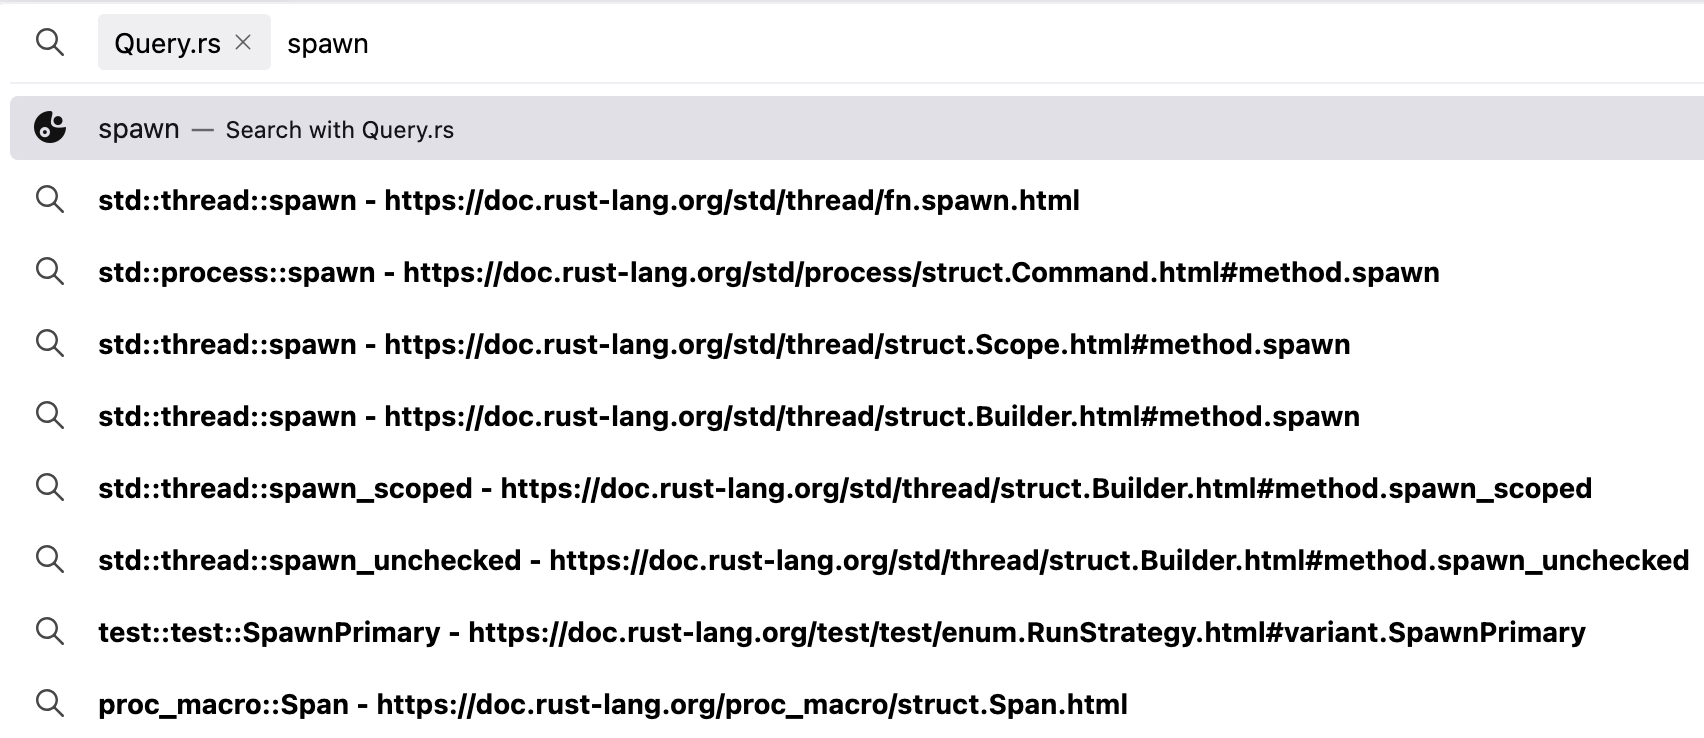 Query.rs × spawn
spawn — Search with Query.rs
std::thread::spawn - https://doc.rust-lang.org/std/thread/fn.spawn.html
std::process::spawn - https://doc.rust-lang.org/std/process/struct.Command.html#method.spawn
std::thread::spawn - https://doc.rust-lang.org/std/thread/struct.Scope.html#method.spawn
std::thread::spawn - https://doc.rust-lang.org/std/thread/struct.Builder.html#method.spawn
std::thread::spawn_scoped - https://doc.rust-lang.org/std/thread/struct.Builder.html#method.spawn_scoped
std::thread::spawn_unchecked - https://doc.rust-lang.org/std/thread/struct.Builder.html#method.spawn_unchecked
test::test::SpawnPrimary - https://doc.rust-lang.org/test/test/enum.RunStrategy.html#variant.SpawnPrimary
proc_macro::Span - https://doc.rust-lang.org/proc_macro/struct.Span.html